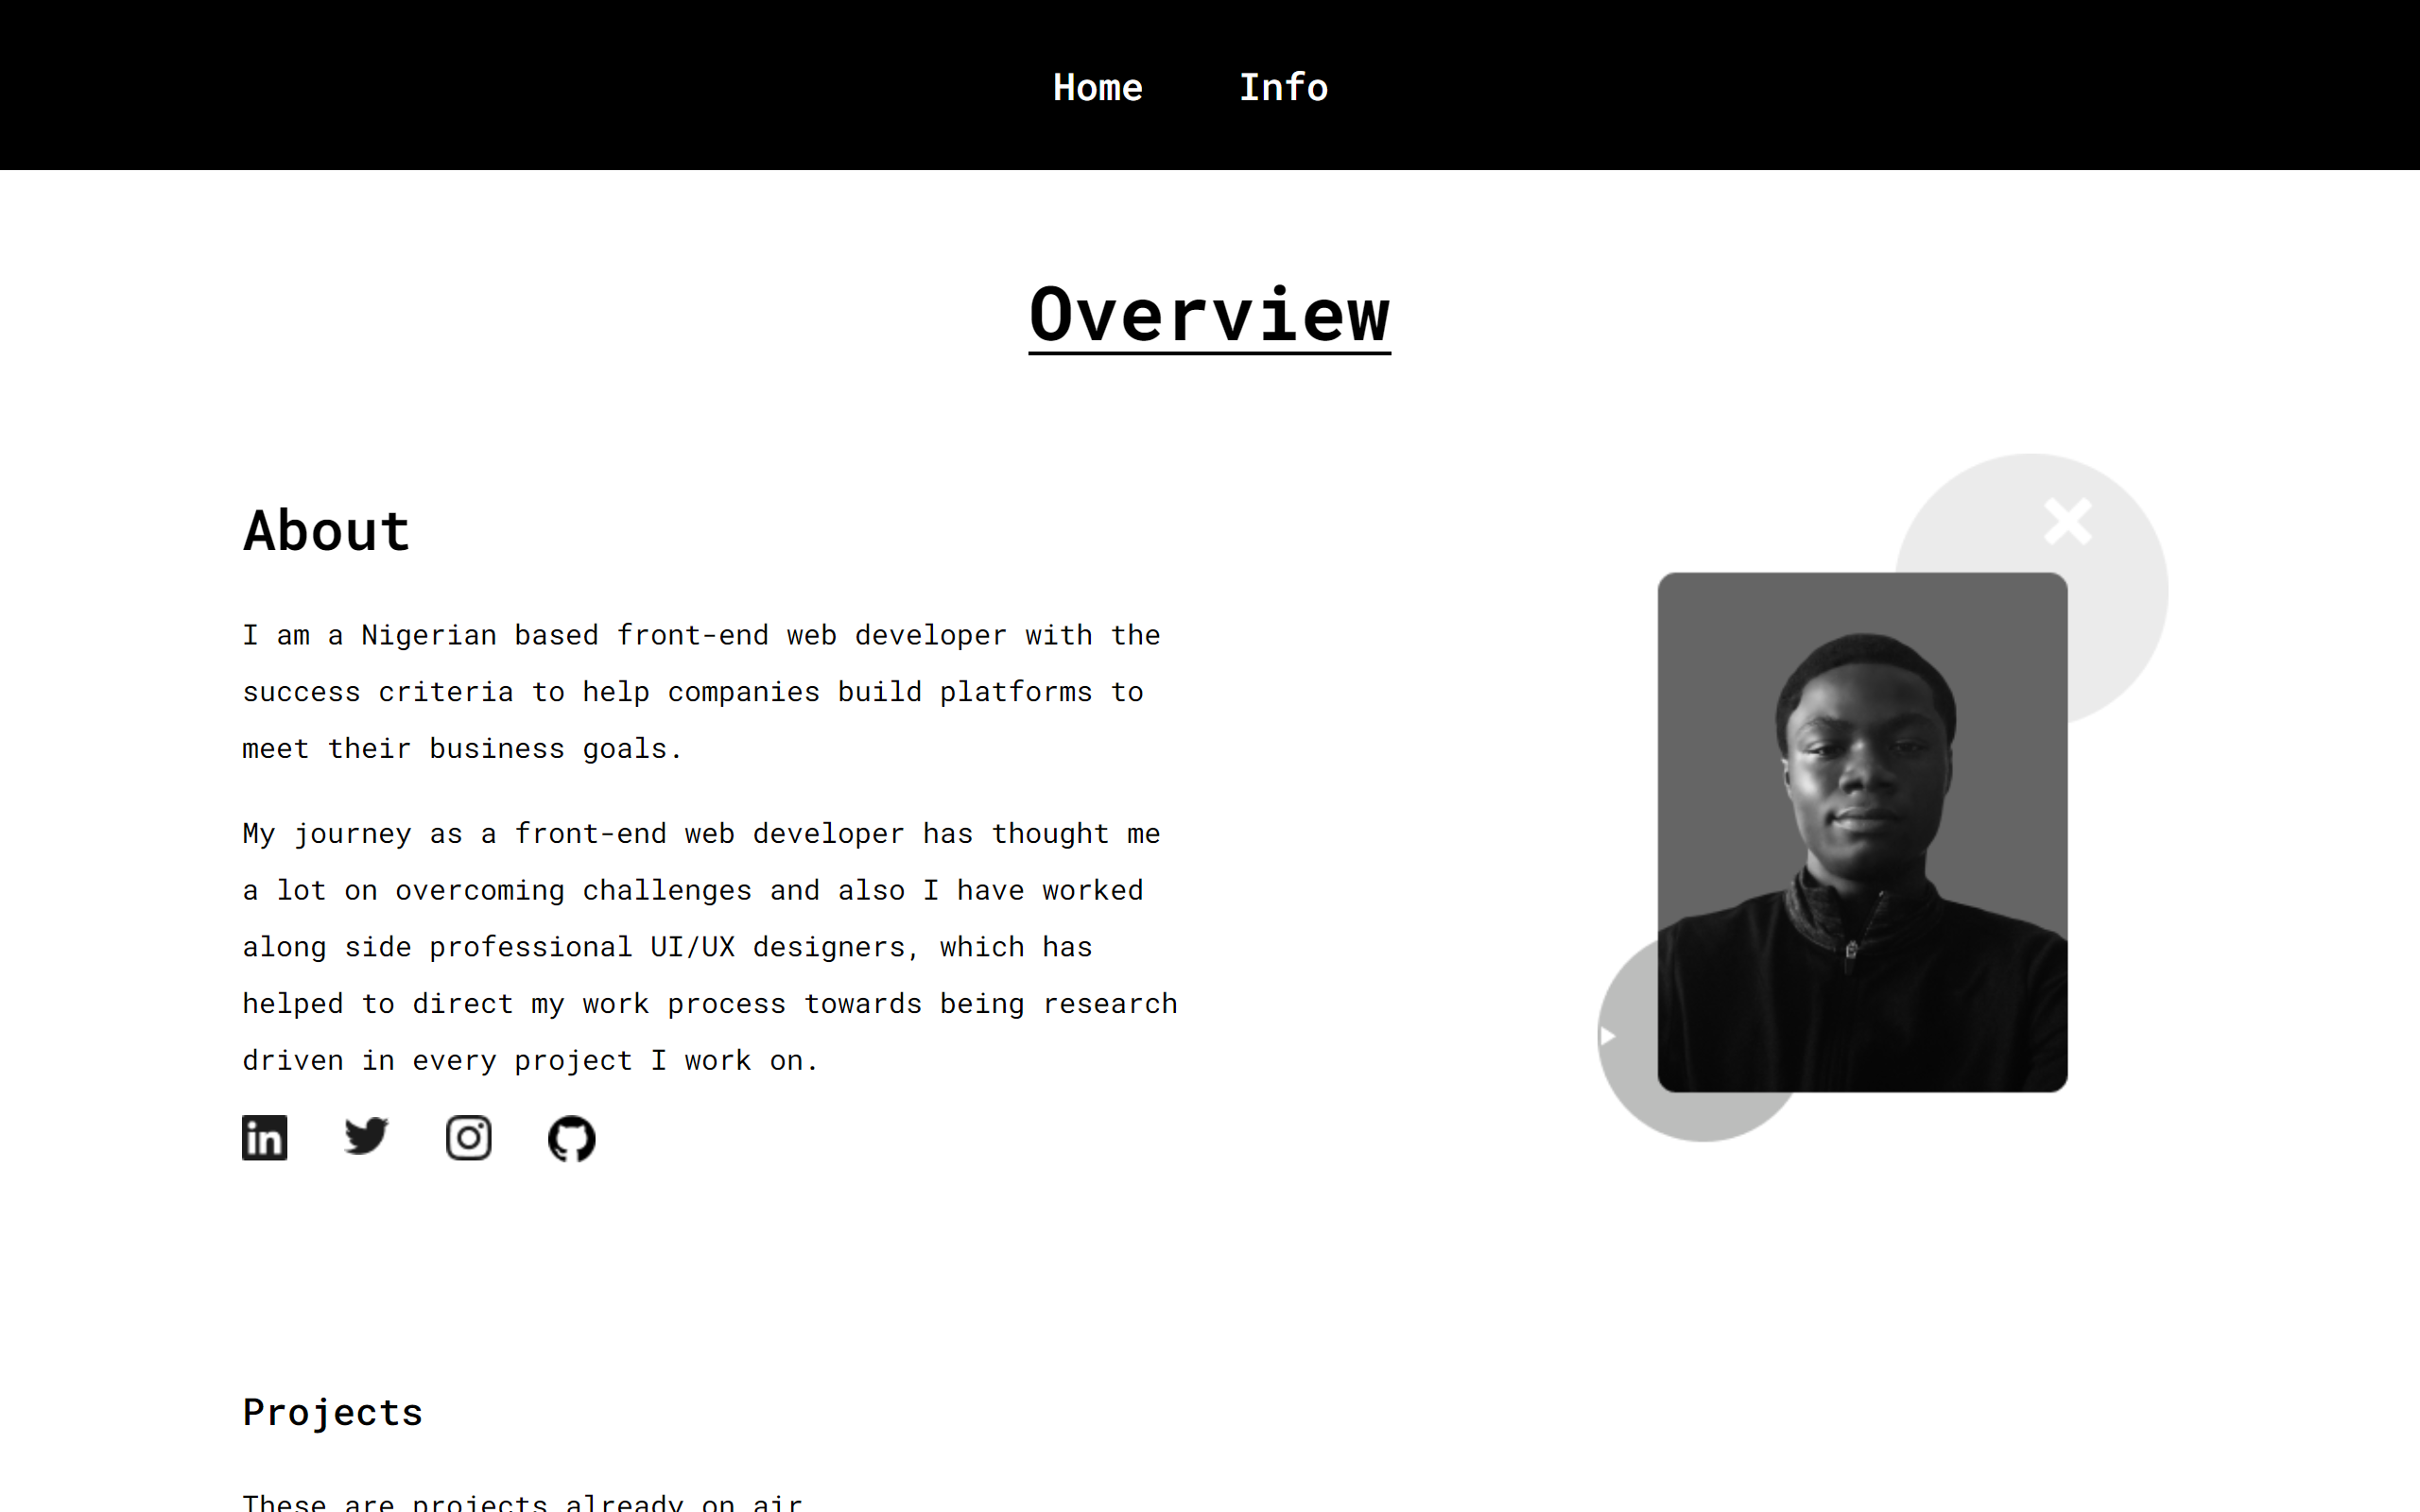 Home Info
Overview
About
I am a Nigerian based front-end web developer with the
success criteria to help companies build platforms to
meet their business goals.
My journey as a front-end web developer has thought me
a lot on overcoming challenges and also I have worked
along side professional UI/UX designers, which has
helped to direct my work process towards being research
driven in every project I work on.
in
Projects
These are projects already on air